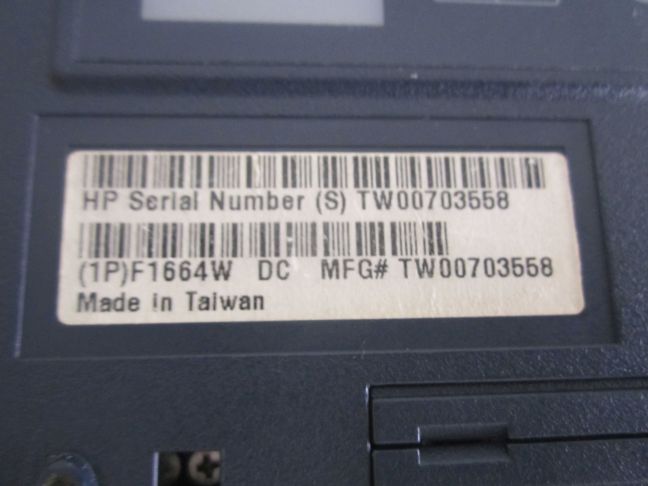 HP Serial Number (S) TW00703558
(1P)F1664W DC MFG# TW00703558
Made in Taiwan